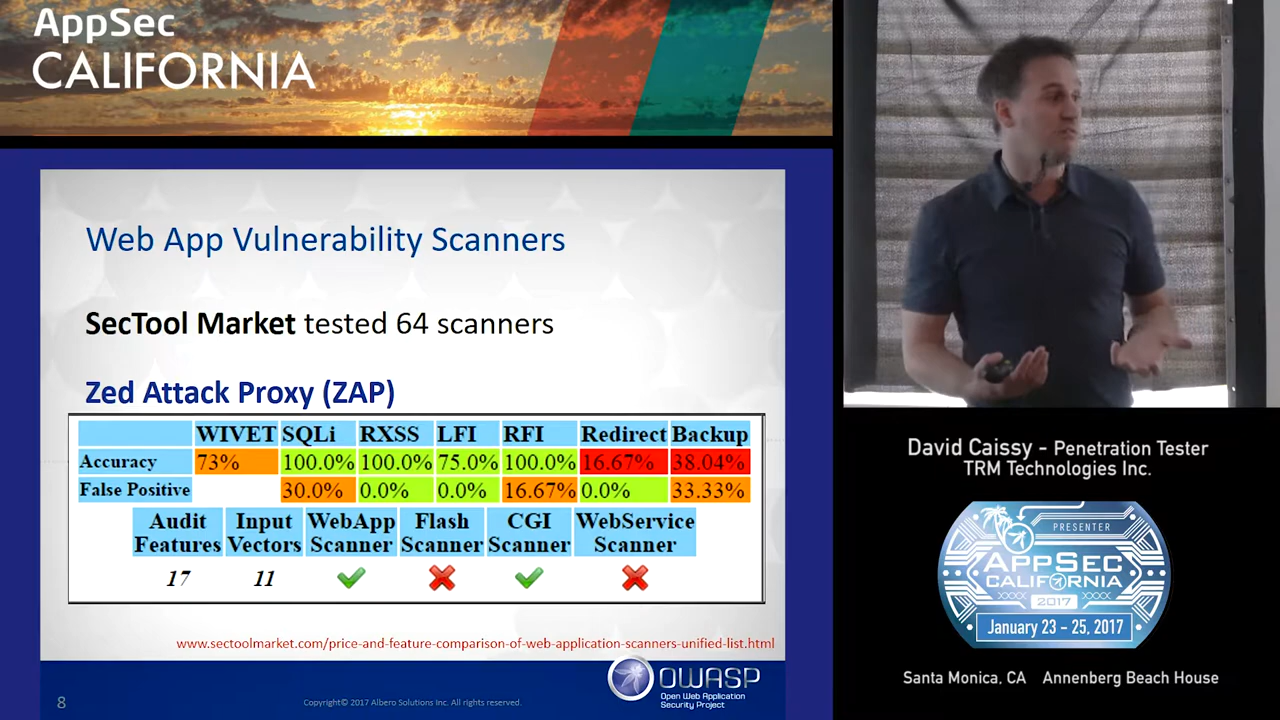 AppSec
CALIFORNIA
Web App Vulnerability Scanners
SecTool Market tested 64 scanners
Zed Attack Proxy (ZAP)
WIVET SQLi RXSS LFI RFI Redirect Backup
Accuracy 73% 100.0% 100.0% 75.0% 100.0% 16.67% 38.04%
False Positive 30.0% 0.0% 0.0% 16.67% 0.0% 33.33%
Audit Input WebApp Flash CGI WebService
Features Vectors Scanner Scanner Scanner Scanner
17 11
www.sectoolmarket.com/price-and-feature-comparison-of-web-application-scanners-unified-list.html
8
Copyright© 2017 Albero Solutions Inc. All rights reserved.
OWASP
Open Web Application
Security Project
David Caissy - Penetration Tester
TRM Technologies Inc.
PRESENTER
APPSEC
CALIFORNIA
2017
January 23 - 25, 2017
Santa Monica, CA Annenberg Beach House